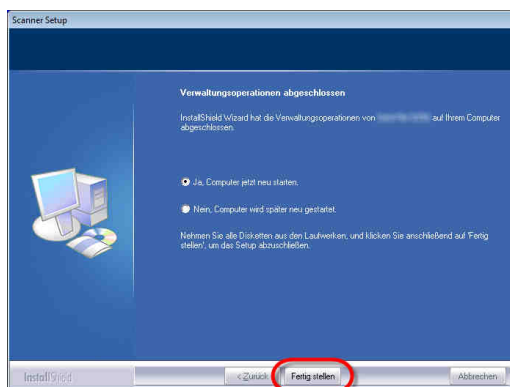 Scanner Setup
Verwaltungsoperationen abgeschlossen
InstallShield Wizard hat die Verwaltungsoperationen von auf Ihrem Computer
abgeschlossen.
Ja, Computer jetzt neu starten.
Nein, Computer wird später neu gestartet.
Nehmen Sie alle Disketten aus den Laufwerken, und klicken Sie anschließend auf 'Fertig
stellen', um das Setup abzuschließen.
InstallShield
< Zurück
Fertig stellen
Abbrechen